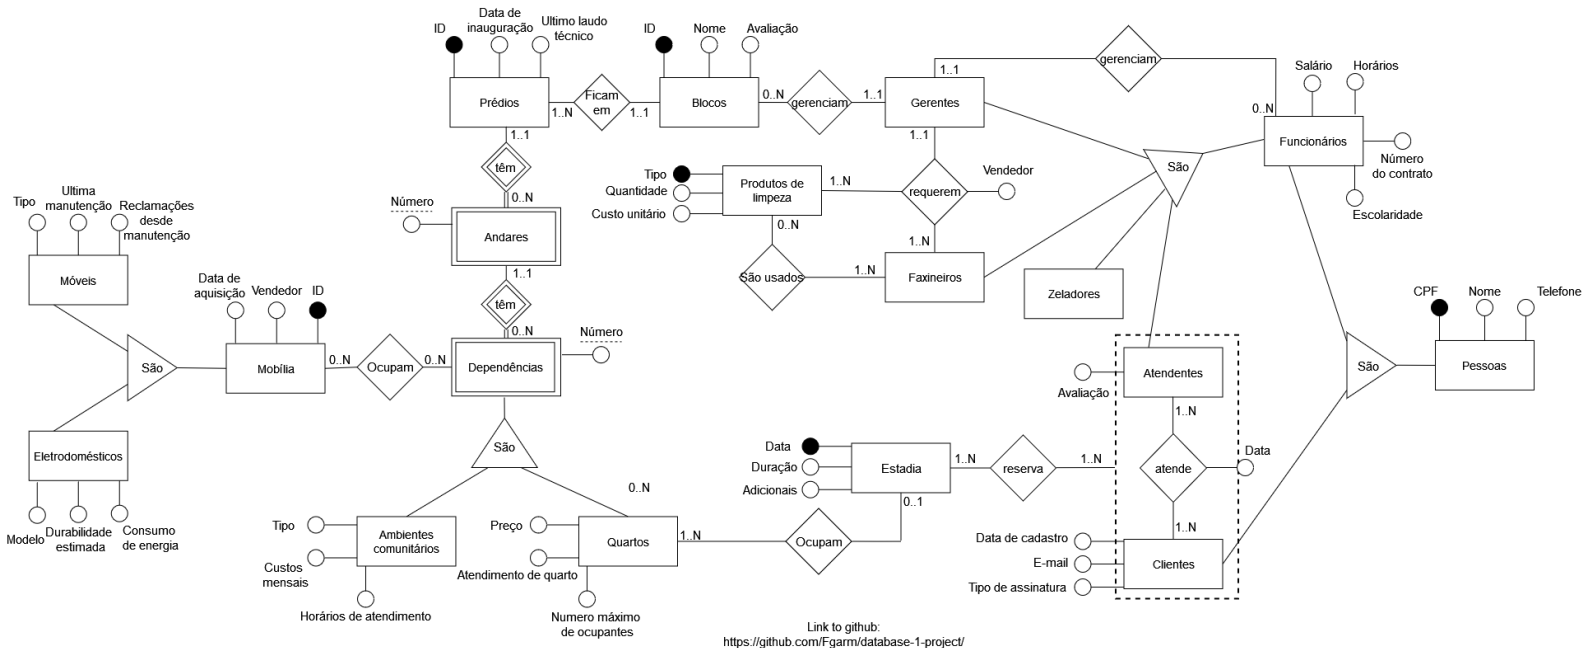 ID
Data de
inauguração
Ultimo laudo
técnico
ID
Nome
Avaliação
gerenciam
Salário
Horários
Prédios
Ficam
em
Blocos
gerenciam
Gerentes
Funcionários
1..N
1..1
0..N
1..1
1..1
0..N
1..1
1..1
Número
do contrato
Escolaridade
têm
0..N
Número
Andares
1..1
têm
0..N
Número
Tipo
Quantidade
Custo unitário
Produtos de
limpeza
1..N
requerem
Vendedor
São
0..N
1..N
São usados
1..N
Faxineiros
Zeladores
Tipo
Ultima
manutenção
Reclamações
desde
manutenção
Móveis
Data de
aquisição
Vendedor
ID
São
Mobília
0..N
Ocupam
0..N
Dependências
Eletrodomésticos
Modelo
Durabilidade
estimada
Consumo
de energia
São
CPF
Nome
Telefone
São
Pessoas
Atendentes
Avaliação
1..N
atende
Data
1..N
Data
Duração
Adicionais
Estadia
1..N
reserva
1..N
0..1
0..N
Tipo
Custos
mensais
Ambientes
comunitários
Horários de atendimento
Preço
Atendimento de quarto
Quartos
1..N
Ocupam
Numero máximo
de ocupantes
Data de cadastro
E-mail
Tipo de assinatura
Clientes
Link to github:
https://github.com/Fgarm/database-1-project/